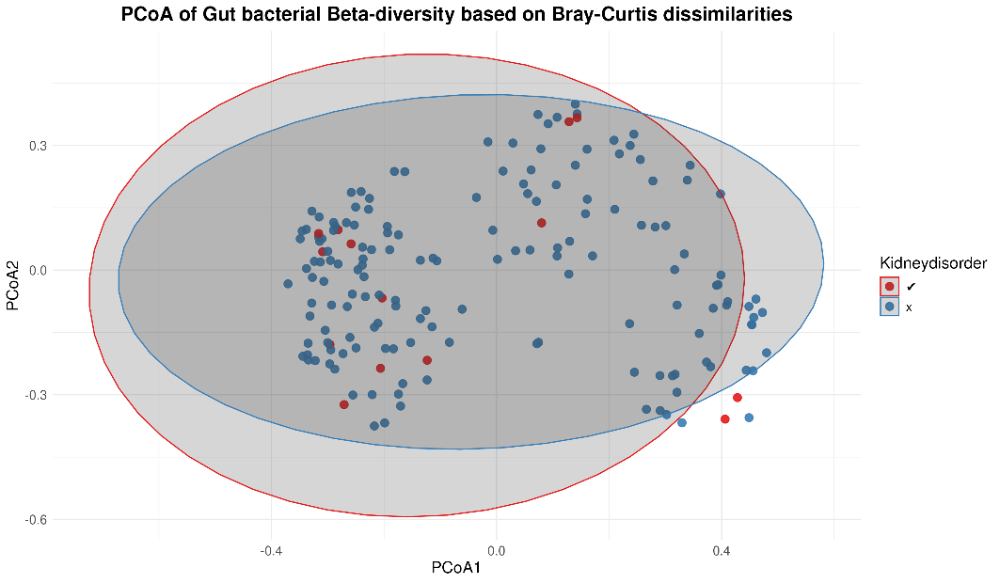 PCoA of Gut bacterial Beta-diversity based on Bray-Curtis dissimilarities
PCoA2
0.3
0.0
-0.3
-0.6
-0.4
0.0
0.4
PCoA1
Kidneydisorder
✔
x